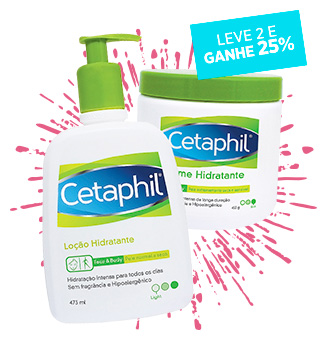 LEVE 2 E
GANHE 25%
Cetaphil
me Hidratante
Cetaphil
Loção Hidratante
Face & Body
Hidratação intensa para todos os dias
Sem fragrância e Hipoalergênico
473 ml
Light